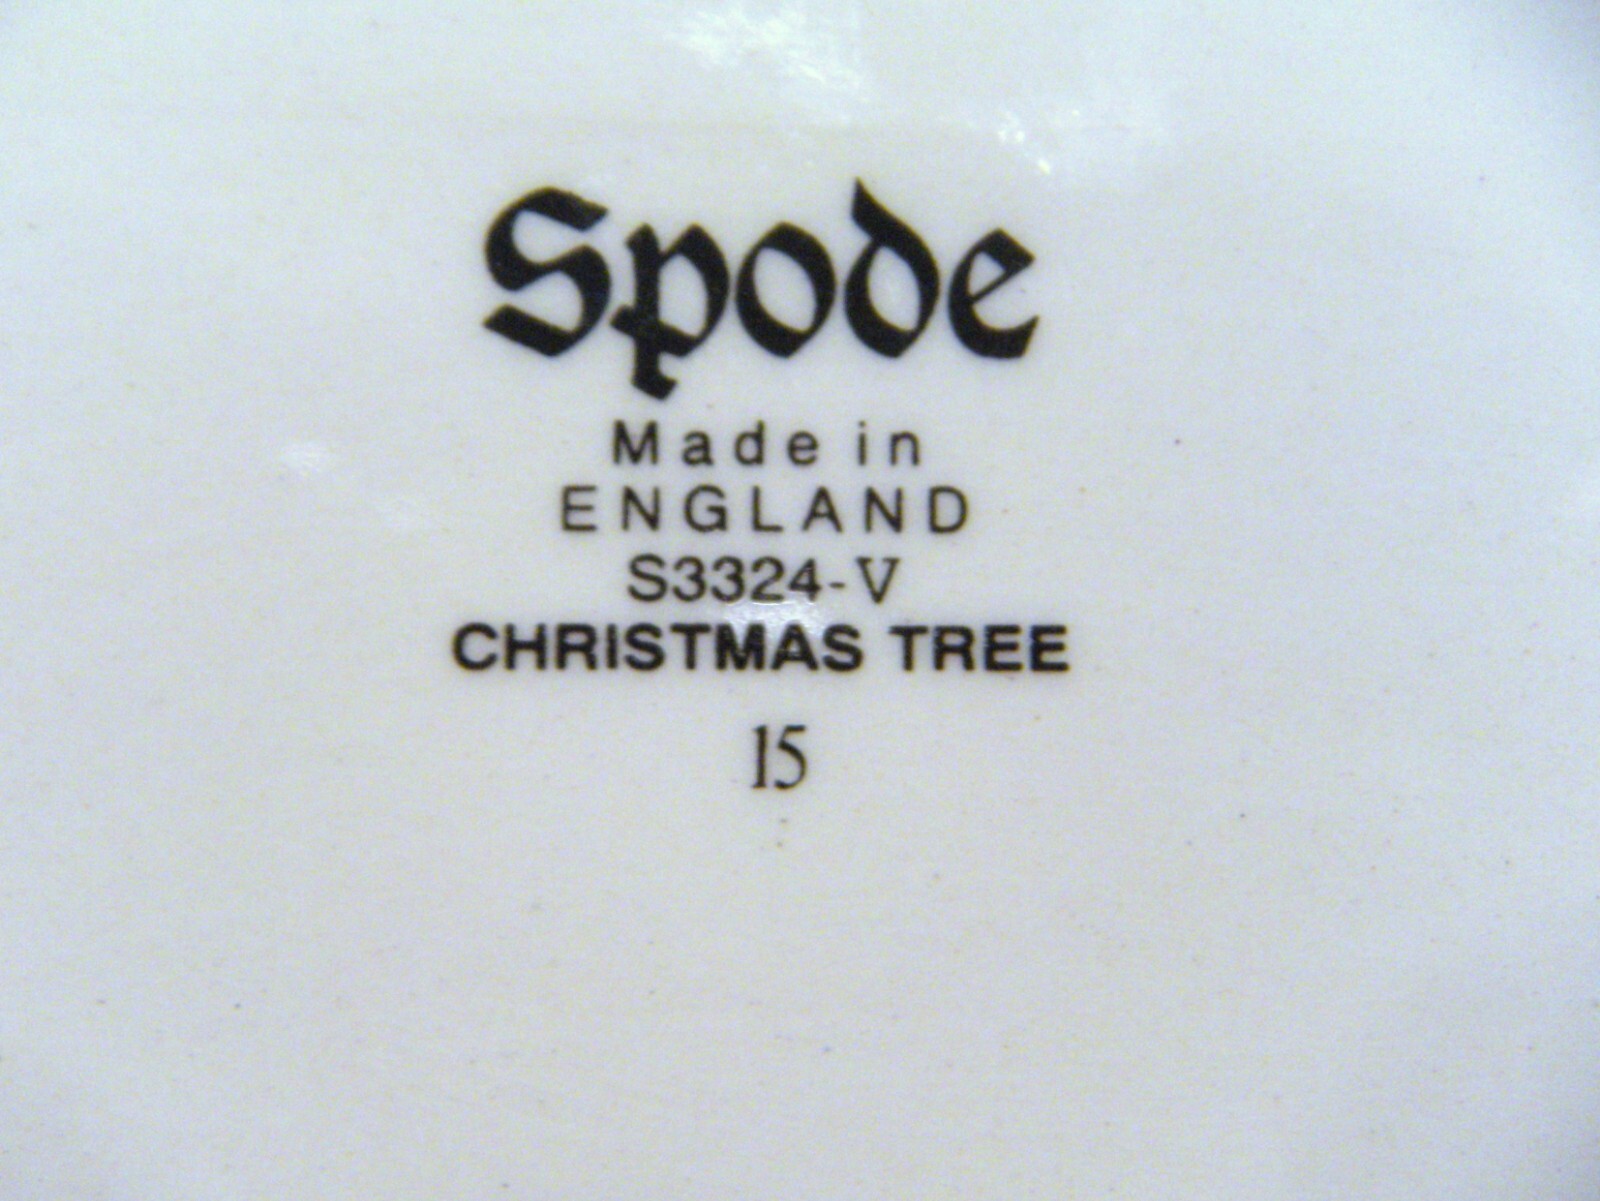 Spode
Made in
ENGLAND
S3324-V
CHRISTMAS TREE
15